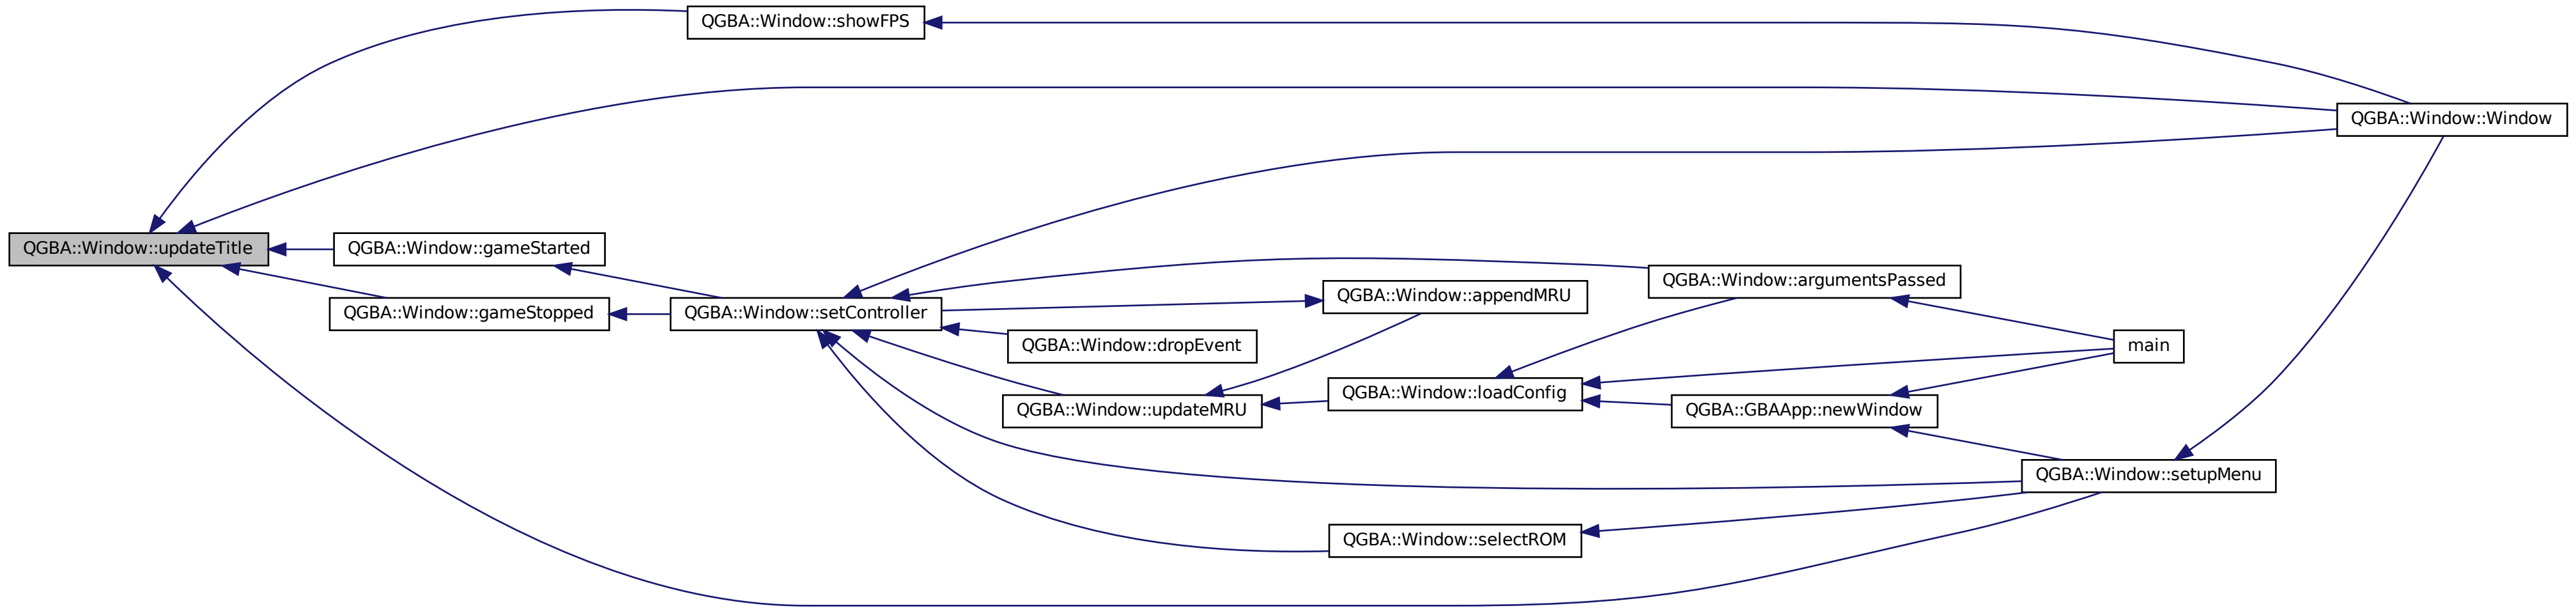 QGBA::Window::showFPS
QGBA::Window::Window
QGBA::Window::updateTitle
QGBA::Window::gameStarted
QGBA::Window::argumentsPassed
QGBA::Window::appendMRU
QGBA::Window::gameStopped
QGBA::Window::setController
QGBA::Window::dropEvent
main
QGBA::Window::loadConfig
QGBA::Window::updateMRU
QGBA::GBAApp::newWindow
QGBA::Window::setupMenu
QGBA::Window::selectROM